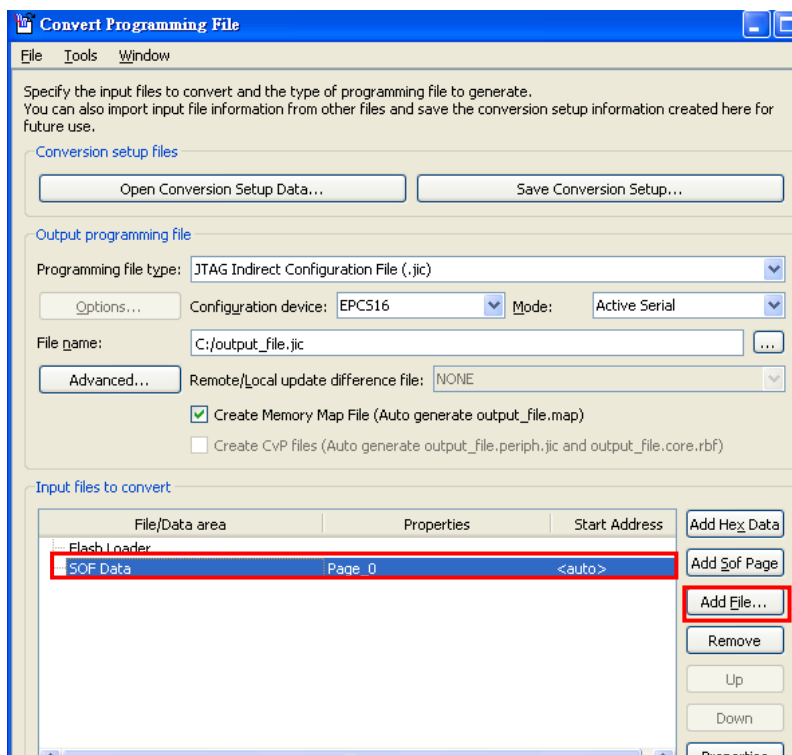 Convert Programming File
File Tools Window
Specify the input files to convert and the type of programming file to generate.
You can also import input file information from other files and save the conversion setup information created here for
future use.
Conversion setup files
Open Conversion Setup Data... Save Conversion Setup...
Output programming file
Programming file type: JTAG Indirect Configuration File (.jic)
Options... Configuration device: EPCS16 Mode: Active Serial
File name: C:/output_file.jic ...
Advanced... Remote/Local update difference file: NONE
Create Memory Map File (Auto generate output_file.map)
Create CvP files (Auto generate output_file.periph.jic and output_file.core.rbf)
Input files to convert
File/Data area Properties Start Address Add Hex Data
Flash Loader
SOF Data Page_0 <auto> Add Sof Page
Add File...
Remove
Up
Down
Properties